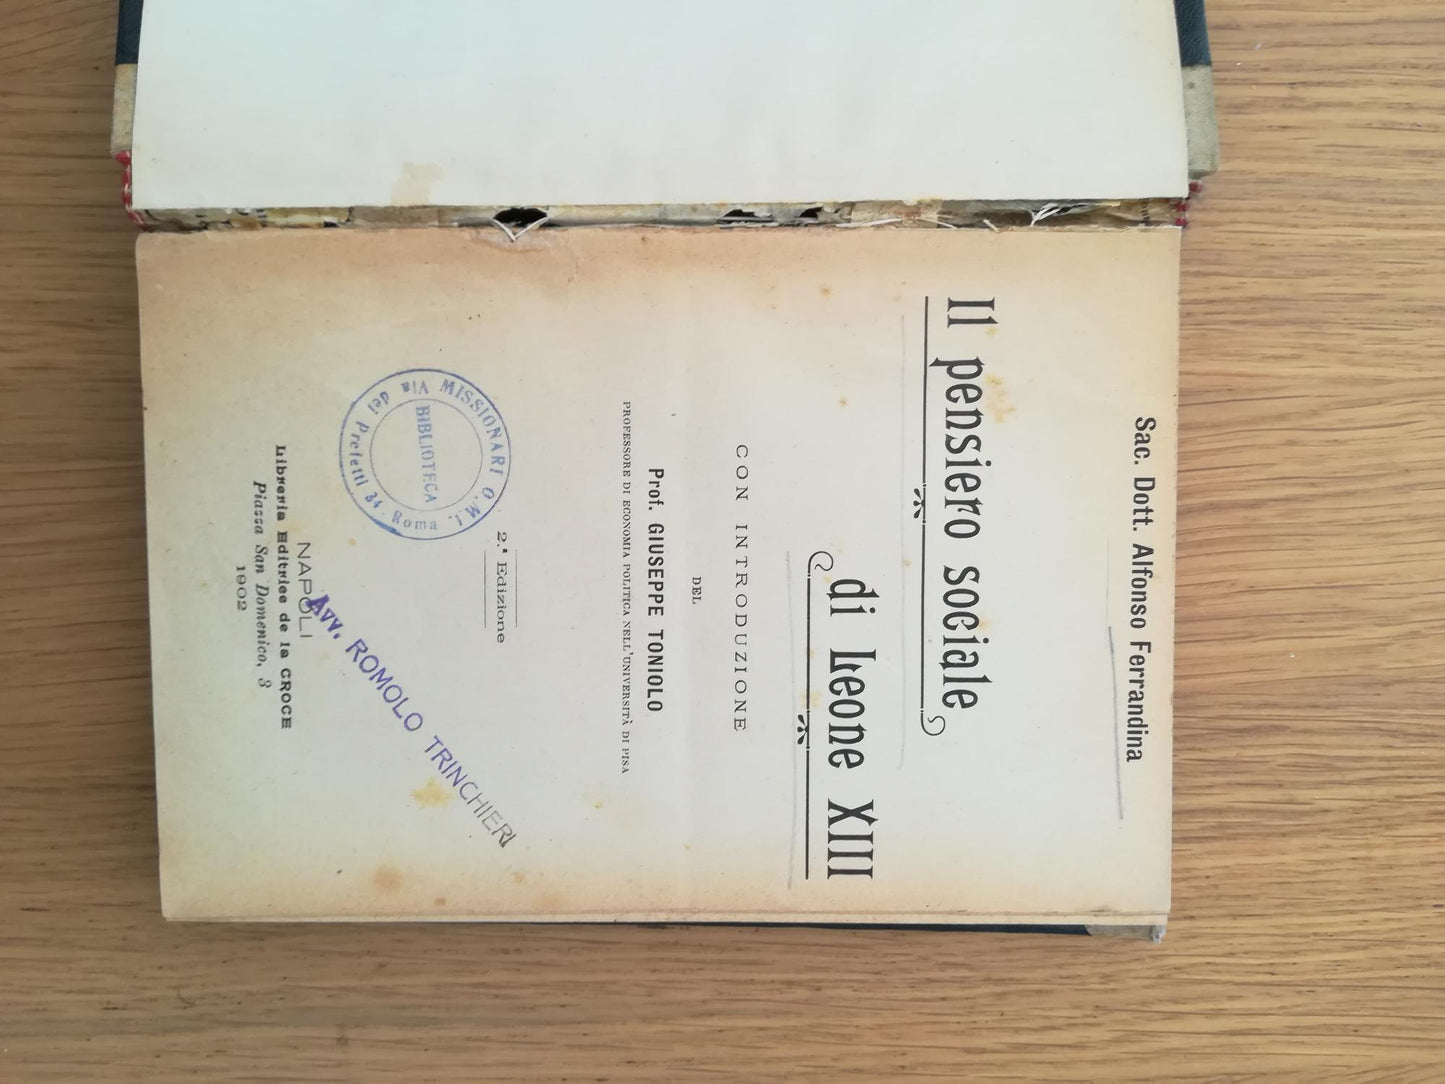 Sac. Dott. Alfonso Ferrandina
Il pensiero sociale
di Leone XIII
CON INTRODUZIONE
DEL
Prof. GIUSEPPE TONIOLO
PROFESSORE DI ECONOMIA POLITICA NELL'UNIVERSITÀ DI PISA
2.ª Edizione
MISSIONARI O.M.I.
Via dei Prefetti 34 - Roma
BIBLIOTECA
Avv. ROMOLO TRINCHIERI
NAPOLI
Libreria Editrice de la CROCE
Piazza San Domenico, 3
1902